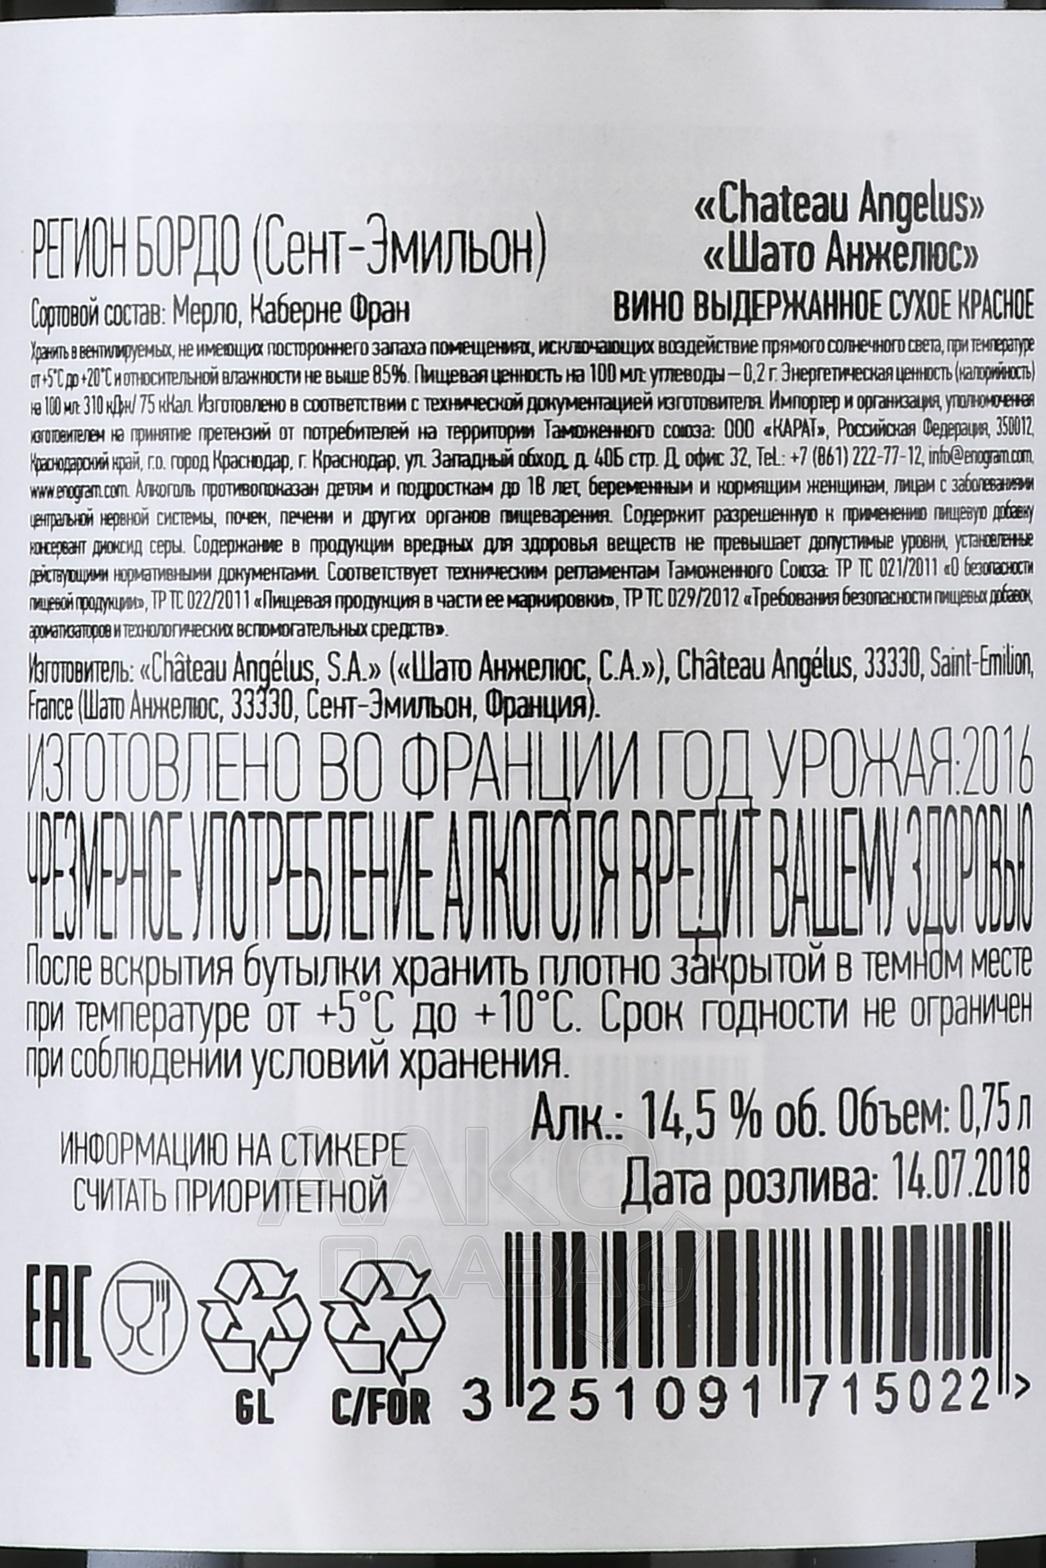 «Chateau Angelus»
РЕГИОН БОРДО (Сент-Эмильон)
«Шато Анжелюс»
Сортовой состав: Мерло, Каберне Фран
ВИНО ВЫДЕРЖАННОЕ СУХОЕ КРАСНОЕ
Хранить в вентилируемых, не имеющих постороннего запаха помещениях, исключающих воздействие прямого солнечного света, при температуре
от +5°C до +20°C и относительной влажности не выше 85%. Пищевая ценность на 100 мл: углеводы – 0,2 г. Энергетическая ценность (калорийность)
на 100 мл: 310 кДж/ 75 кКал. Изготовлено в соответствии с технической документацией изготовителя. Импортер и организация, уполномоченная
изготовителем на принятие претензий от потребителей на территории Таможенного союза: ООО «КАРАТ», Российская Федерация, 350012,
Краснодарский край, г.о. город Краснодар, г. Краснодар, ул. Западный обход, д. 40Б стр. Д, офис 32, Tel.: +7 (861) 222-77-12, info@enogram.com,
www.enogram.com. Алкоголь противопоказан детям и подросткам до 18 лет, беременным и кормящим женщинам, лицам с заболеваниями
центральной нервной системы, почек, печени и других органов пищеварения. Содержит разрешенную к применению пищевую добавку
консервант диоксид серы. Содержание в продукции вредных для здоровья веществ не превышает допустимые уровни, установленные
действующими нормативными документами. Соответствует техническим регламентам Таможенного Союза: ТР ТС 021/2011 «О безопасности
пищевой продукции», ТР ТС 022/2011 «Пищевая продукция в части ее маркировки», ТР ТС 029/2012 «Требования безопасности пищевых добавок,
ароматизаторов и технологических вспомогательных средств».
Изготовитель: «Château Angélus, S.A.» («Шато Анжелюс, С.А.»), Château Angélus, 33330, Saint-Emilion,
France (Шато Анжелюс, 33330, Сент-Эмильон, Франция).
ИЗГОТОВЛЕНО ВО ФРАНЦИИ ГОД УРОЖАЯ:2016
ЧРЕЗМЕРНОЕ УПОТРЕБЛЕНИЕ АЛКОГОЛЯ ВРЕДИТ ВАШЕМУ ЗДОРОВЬЮ
После вскрытия бутылки хранить плотно закрытой в темном месте
при температуре от +5°C до +10°C. Срок годности не ограничен
при соблюдении условий хранения.
Алк.: 14,5 % об. Объем: 0,75 л
ИНФОРМАЦИЮ НА СТИКЕРЕ
СЧИТАТЬ ПРИОРИТЕТНОЙ
Дата розлива: 14.07.2018
АЛКО
ПЛАВА.ru
EAC
GL
C/FOR
3 251091 715022 >